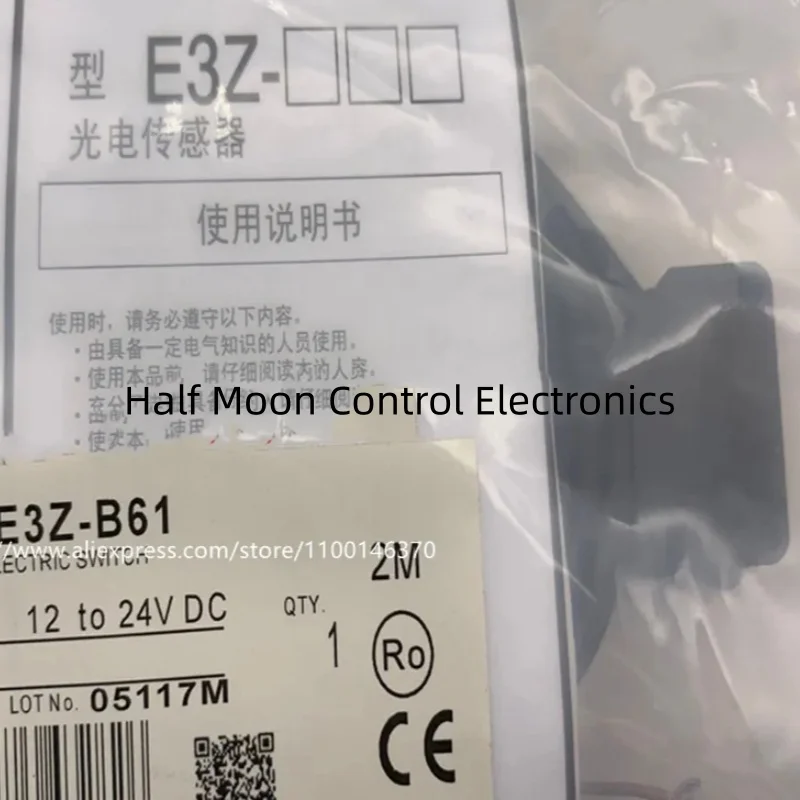 型 E3Z-□□□
光电传感器
使用说明书
使用时，请务必遵守以下内容。
·由具备一定电气知识的人员使用。
·使用本品前，请仔细阅读内的人容。
Half Moon Control Electronics
E3Z-B61
www.aliexpress.com/store/1100146370
ELECTRIC SWITCH
2M
12 to 24V DC
QTY.
1
Ro
LOT No. 05117M
CE